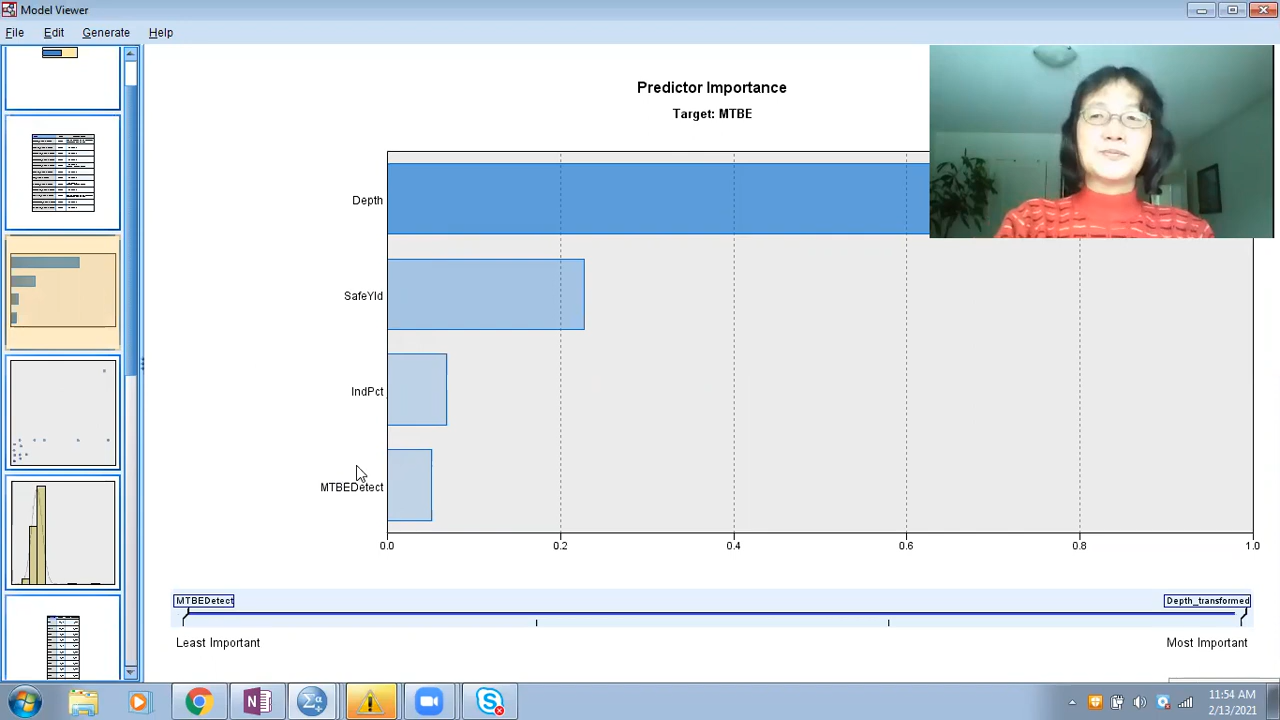 Model Viewer
File Edit Generate Help
Predictor Importance
Target: MTBE
Depth
SafeYld
IndPct
MTBEDetect
0.0 0.2 0.4 0.6 0.8 1.0
MTBEDetect Depth_transformed
Least Important Most Important
11:54 AM
2/13/2021